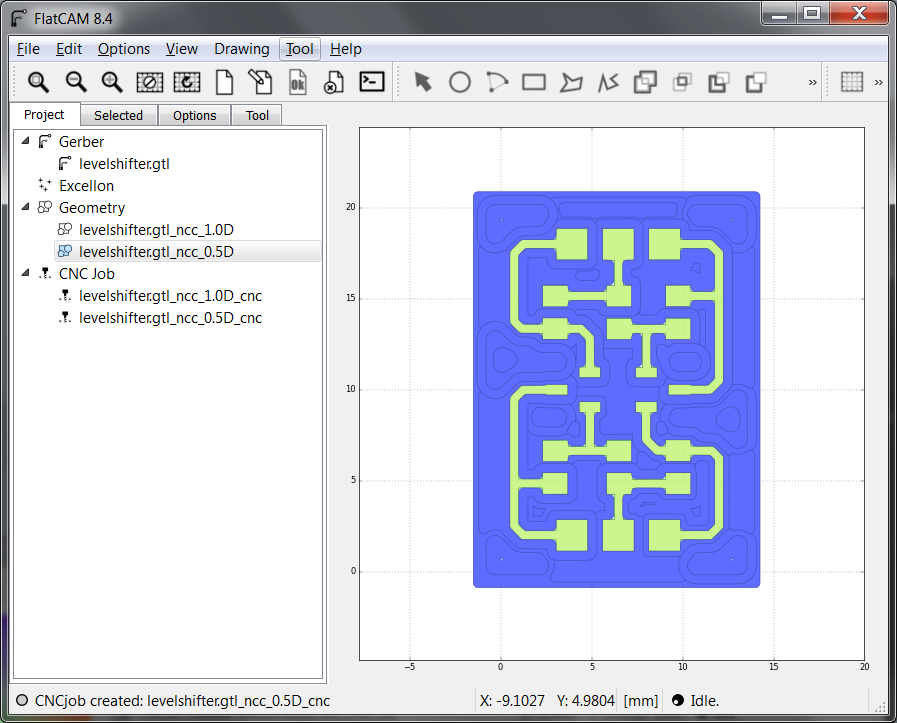 FlatCAM 8.4
File Edit Options View Drawing Tool Help
ok
Project Selected Options Tool
Gerber
levelshifter.gtl
Excellon
Geometry
levelshifter.gtl_ncc_1.0D
levelshifter.gtl_ncc_0.5D
CNC Job
levelshifter.gtl_ncc_1.0D_cnc
levelshifter.gtl_ncc_0.5D_cnc
20
15
10
5
0
−5 0 5 10 15 20
CNCjob created: levelshifter.gtl_ncc_0.5D_cnc X: -9.1027 Y: 4.9804 [mm] Idle.